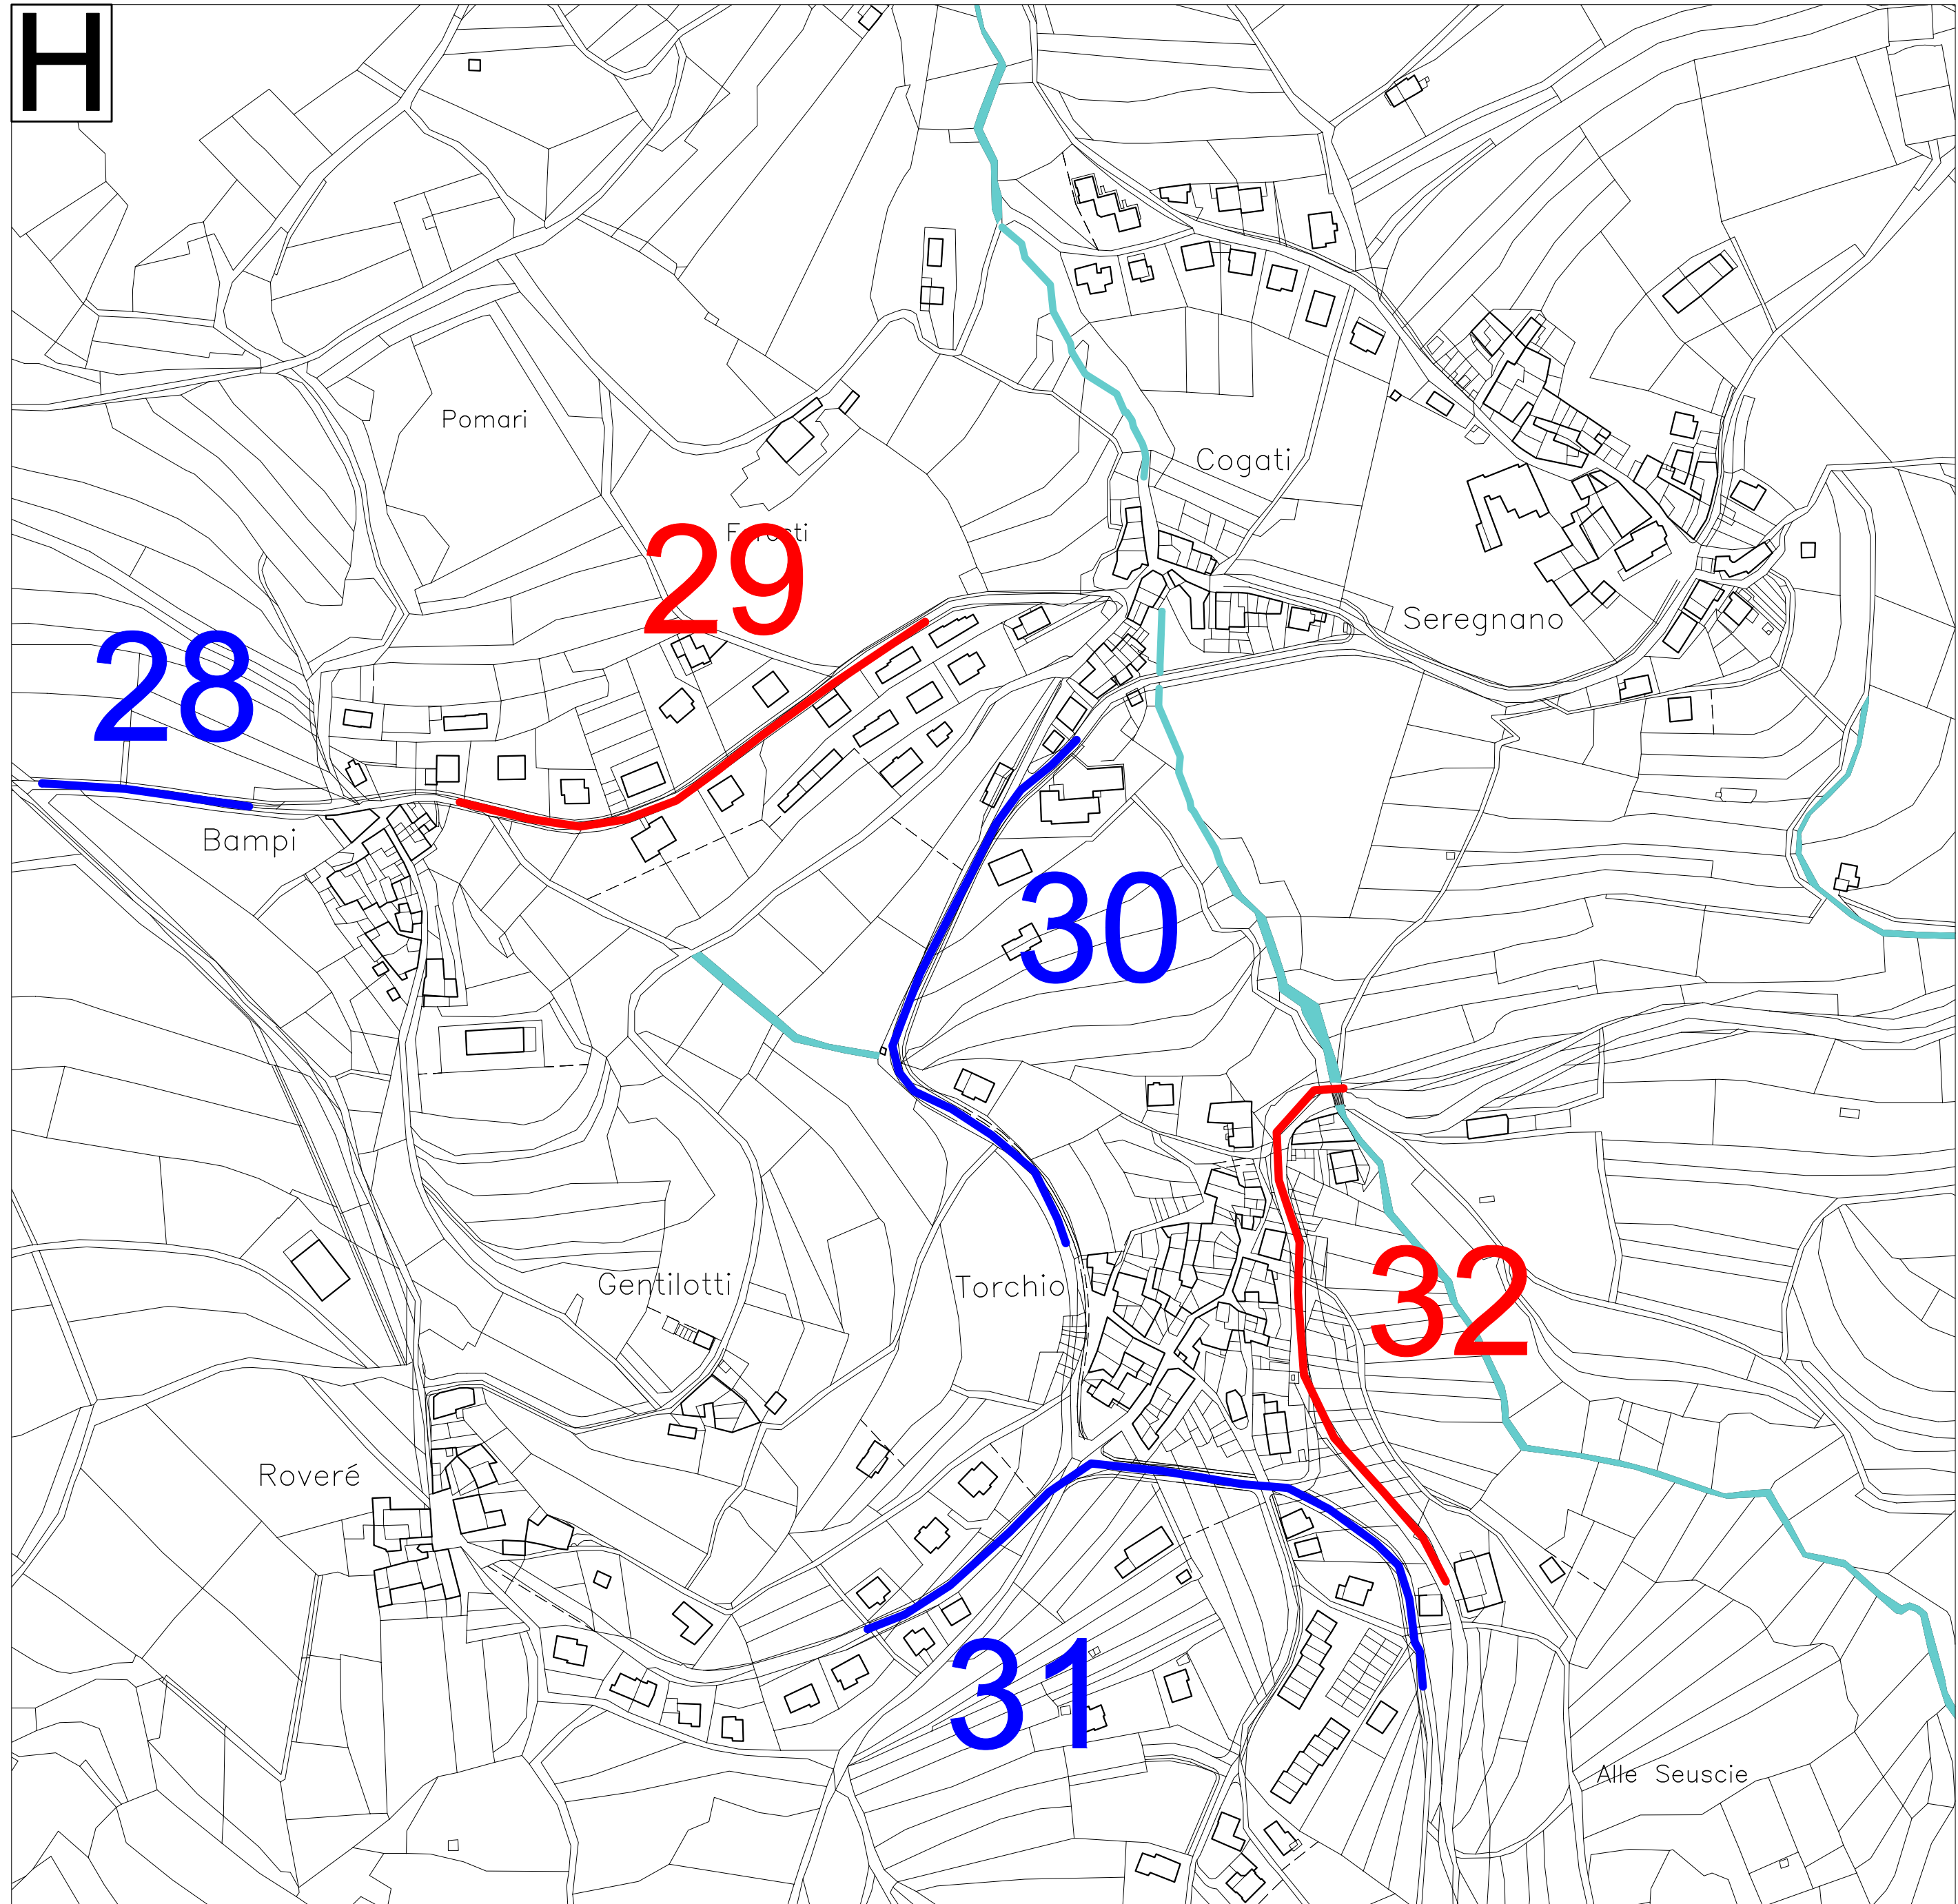 H
Pomari
Cogati
29
Seregnano
28
Bampi
30
Gentilotti
Torchio
32
Roveré
31
Alle Seuscie